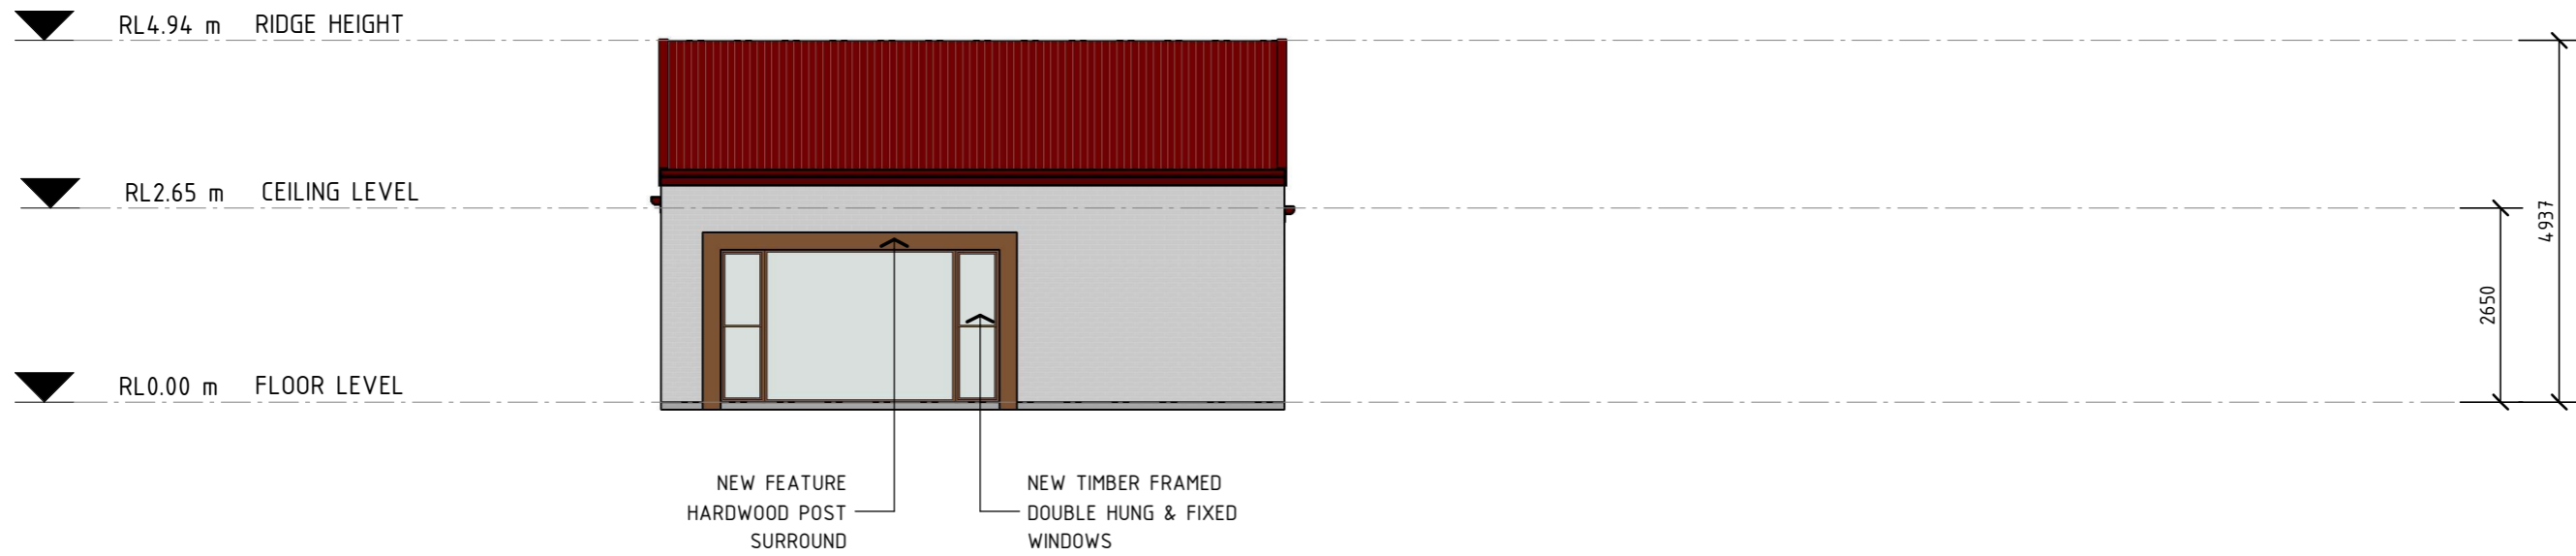 RL4.94 m RIDGE HEIGHT
RL2.65 m CEILING LEVEL
4937
2650
RL0.00 m FLOOR LEVEL
NEW FEATURE
HARDWOOD POST
SURROUND
NEW TIMBER FRAMED
DOUBLE HUNG & FIXED
WINDOWS